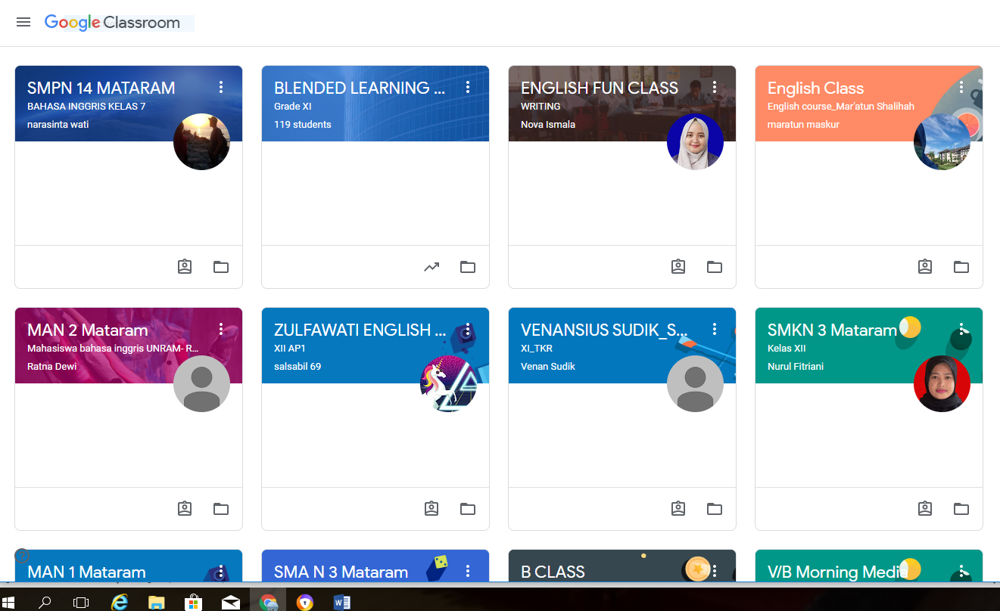 Google Classroom
SMPN 14 MATARAM
BAHASA INGGRIS KELAS 7
narasinta wati
BLENDED LEARNING ...
Grade XI
119 students
ENGLISH FUN CLASS
WRITING
Nova Ismala
English Class
English course_Mar'atun Shalihah
maratun maskur
MAN 2 Mataram
Mahasiswa bahasa inggris UNRAM- R...
Ratna Dewi
ZULFAWATI ENGLISH ...
XII AP1
salsabil 69
VENANSIUS SUDIK_S...
XI_TKR
Venan Sudik
SMKN 3 Mataram
Kelas XII
Nurul Fitriani
MAN 1 Mataram
SMA N 3 Mataram
B CLASS
V/B Morning Media